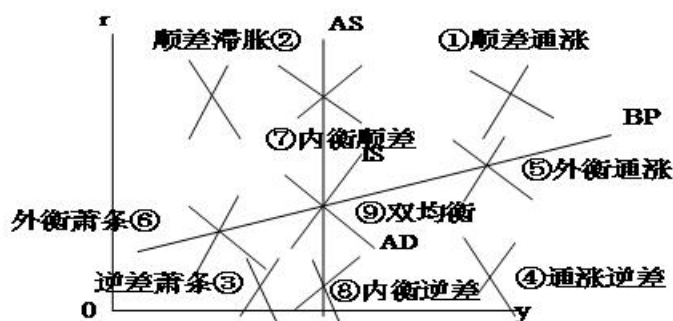 r
顺差滞胀②
AS
①顺差通涨
BP
⑦内衡顺差
IS
⑤外衡通涨
外衡萧条⑥
⑨双均衡
AD
逆差萧条③
⑧内衡逆差
④通涨逆差
0
y